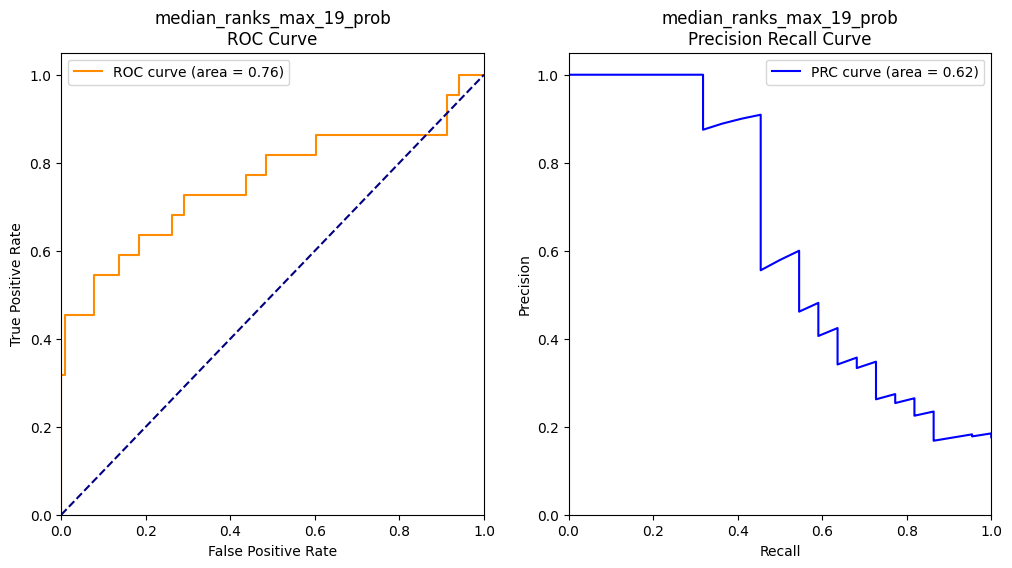 median_ranks_max_19_prob
ROC Curve
ROC curve (area = 0.76)
1.0
0.8
0.6
0.4
0.2
0.0
True Positive Rate
0.0 0.2 0.4 0.6 0.8 1.0
False Positive Rate
median_ranks_max_19_prob
Precision Recall Curve
PRC curve (area = 0.62)
1.0
0.8
0.6
0.4
0.2
0.0
Precision
0.0 0.2 0.4 0.6 0.8 1.0
Recall